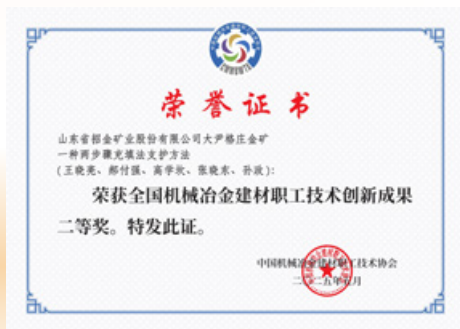 荣誉证书
山东省招金矿业股份有限公司大尹格庄金矿
一种两步骤充填法支护方法
(王晓亮、郝付强、高学欢、张晓东、孙政):
荣获全国机械冶金建材职工技术创新成果
二等奖。特发此证。
中国机械冶金建材职工技术协会
二〇二五年五月